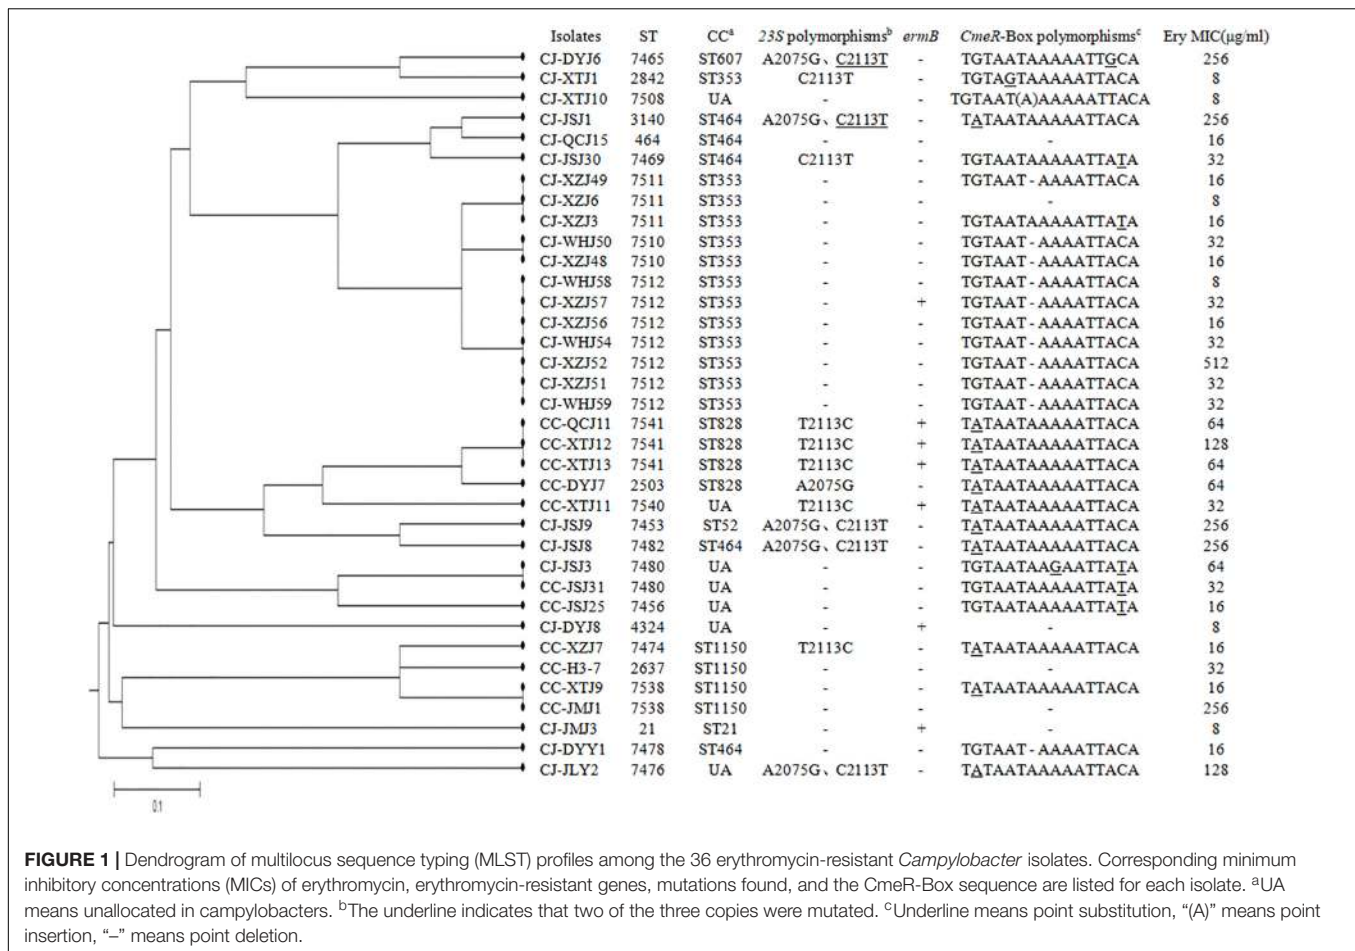 Isolates ST CCa 23S polymorphismsb ermB CmeR-Box polymorphismsc Ery MIC(μg/ml)
CJ-DYJ6 7465 ST607 A2075G、C2113T - TGTAATAAAAATTGCA 256
CJ-XTJ1 2842 ST353 C2113T - TGTAGTAAAAATTACA 8
CJ-XTJ10 7508 UA - - TGTAAT(A)AAAAATTACA 8
CJ-JSJ1 3140 ST464 A2075G、C2113T - TATAATAAAAATTACA 256
CJ-QCJ15 464 ST464 - - - 16
CJ-JSJ30 7469 ST464 C2113T - TGTAATAAAAATTATA 32
CJ-XZJ49 7511 ST353 - - TGTAAT-AAAATTACA 16
CJ-XZJ6 7511 ST353 - - - 8
CJ-XZJ3 7511 ST353 - - TGTAATAAAAATTATA 16
CJ-WHJ50 7510 ST353 - - TGTAAT-AAAATTACA 32
CJ-XZJ48 7510 ST353 - - TGTAAT-AAAATTACA 16
CJ-WHJ58 7512 ST353 - - TGTAAT-AAAATTACA 8
CJ-XZJ57 7512 ST353 - + TGTAAT-AAAATTACA 32
CJ-XZJ56 7512 ST353 - - TGTAAT-AAAATTACA 16
CJ-WHJ54 7512 ST353 - - TGTAAT-AAAATTACA 32
CJ-XZJ52 7512 ST353 - - TGTAAT-AAAATTACA 512
CJ-XZJ51 7512 ST353 - - TGTAAT-AAAATTACA 32
CJ-WHJ59 7512 ST353 - - TGTAAT-AAAATTACA 32
CC-QCJ11 7541 ST828 T2113C + TATAATAAAAATTACA 64
CC-XTJ12 7541 ST828 T2113C + TATAATAAAAATTACA 128
CC-XTJ13 7541 ST828 T2113C + TATAATAAAAATTACA 64
CC-DYJ7 2503 ST828 A2075G - TATAATAAAAATTACA 64
CC-XTJ11 7540 UA T2113C + TATAATAAAAATTACA 32
CJ-JSJ9 7453 ST52 A2075G、C2113T - TATAATAAAAATTACA 256
CJ-JSJ8 7482 ST464 A2075G、C2113T - TATAATAAAAATTACA 256
CJ-JSJ3 7480 UA - - TGTAATAAGAATTATA 64
CC-JSJ31 7480 UA - - TGTAATAAAAATTATA 32
CC-JSJ25 7456 UA - - TGTAATAAAAATTATA 16
CJ-DYJ8 4324 UA - + - 8
CC-XZJ7 7474 ST1150 T2113C - TATAATAAAAATTACA 16
CC-H3-7 2637 ST1150 - - - 32
CC-XTJ9 7538 ST1150 - - TATAATAAAAATTACA 16
CC-JMJ1 7538 ST1150 - - - 256
CJ-JMJ3 21 ST21 - + - 8
CJ-DYY1 7478 ST464 - - TGTAAT-AAAATTACA 16
CJ-JLY2 7476 UA A2075G、C2113T - TATAATAAAAATTACA 128
0.1
FIGURE 1 | Dendrogram of multilocus sequence typing (MLST) profiles among the 36 erythromycin-resistant Campylobacter isolates. Corresponding minimum
inhibitory concentrations (MICs) of erythromycin, erythromycin-resistant genes, mutations found, and the CmeR-Box sequence are listed for each isolate. aUA
means unallocated in campylobacters. bThe underline indicates that two of the three copies were mutated. cUnderline means point substitution, “(A)” means point
insertion, “–” means point deletion.